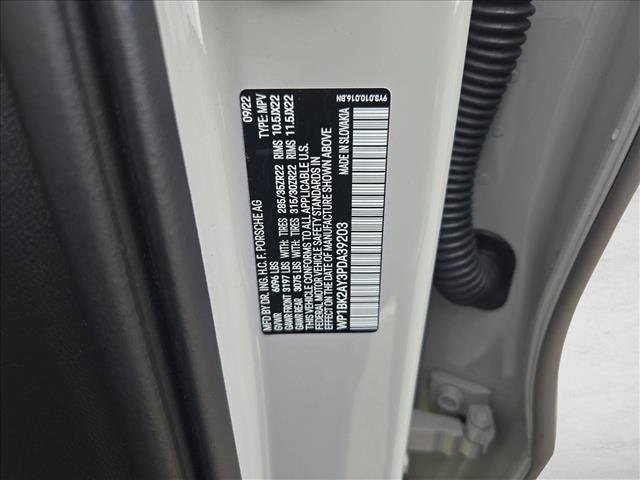 MFD BY DR. ING. H.C. F. PORSCHE AG 09/22
GVWR 6096 LBS TYPE: MPV
GAWR FRONT 3197 LBS WITH: TIRES 285/35ZR22 RIMS 10.5JX22
GAWR REAR 3075 LBS WITH: TIRES 315/30ZR22 RIMS 11.5JX22
THIS VEHICLE CONFORMS TO ALL APPLICABLE U.S.
FEDERAL MOTOR VEHICLE SAFETY STANDARDS IN
EFFECT ON THE DATE OF MANUFACTURE SHOWN ABOVE
WP1BK2AY3PDA39203 MADE IN SLOVAKIA
9Y3.010.016.BN